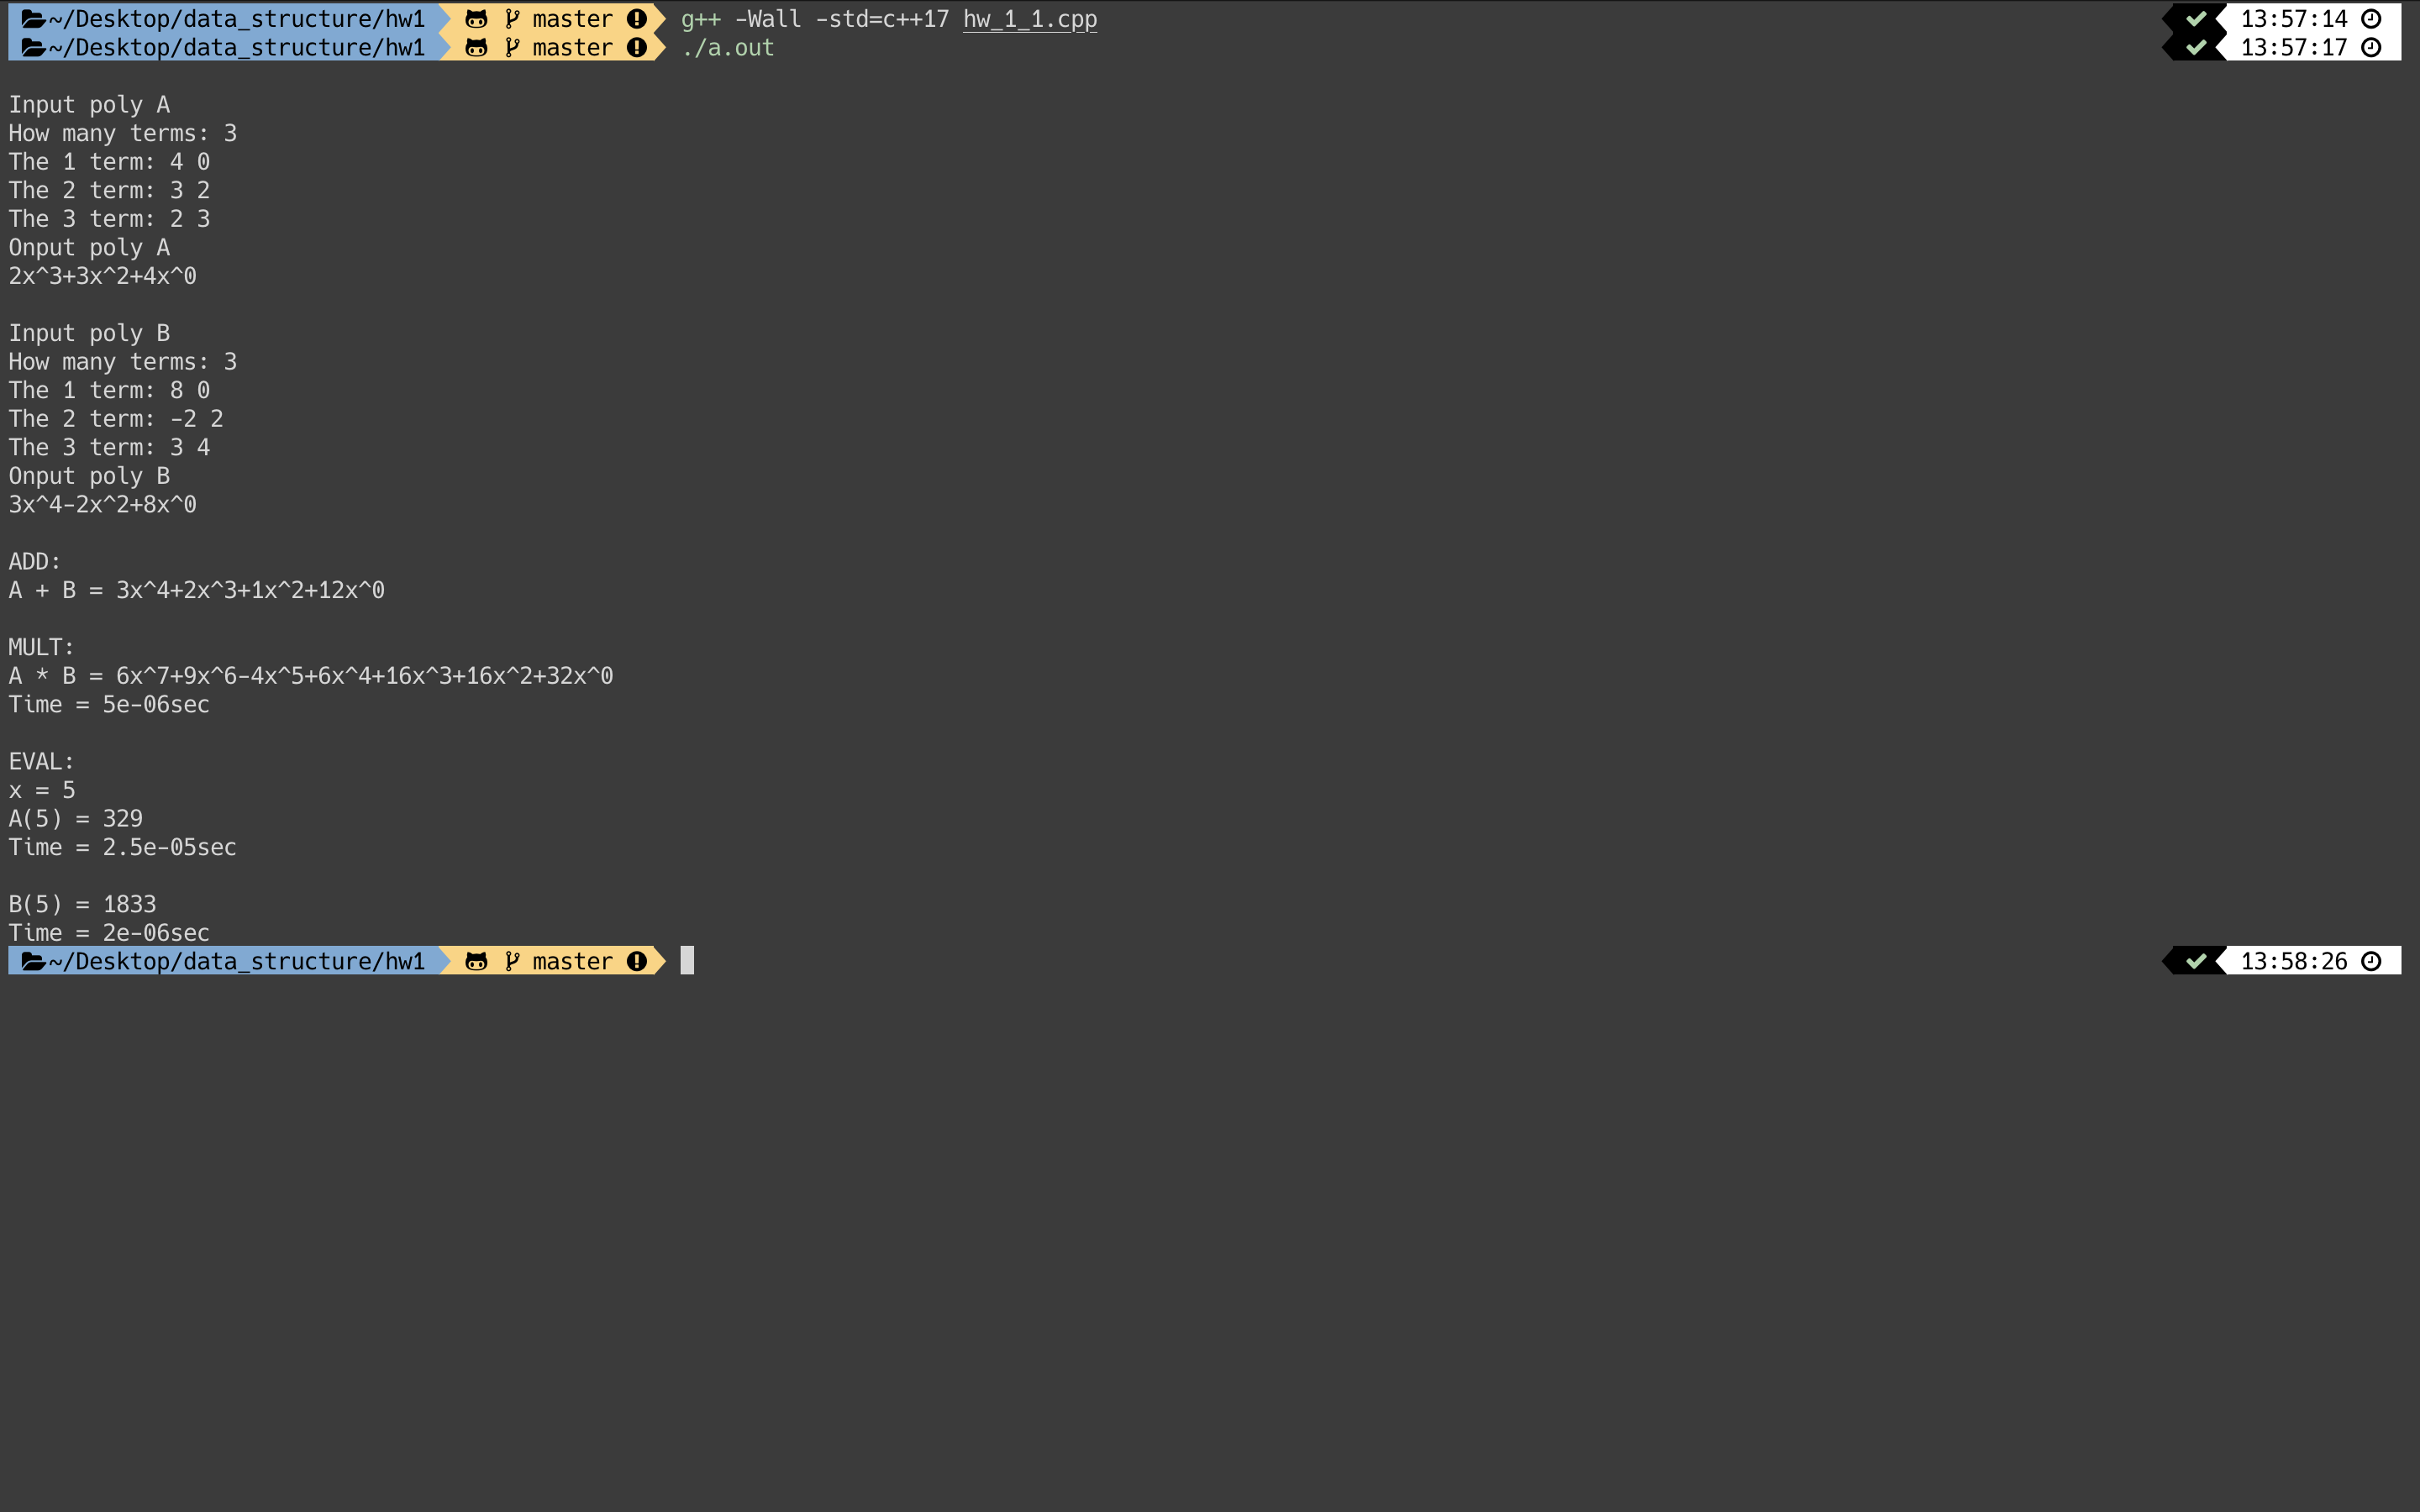 ~/Desktop/data_structure/hw1 master g++ -Wall -std=c++17 hw_1_1.cpp 13:57:14
~/Desktop/data_structure/hw1 master ./a.out 13:57:17
Input poly A
How many terms: 3
The 1 term: 4 0
The 2 term: 3 2
The 3 term: 2 3
Onput poly A
2x^3+3x^2+4x^0
Input poly B
How many terms: 3
The 1 term: 8 0
The 2 term: -2 2
The 3 term: 3 4
Onput poly B
3x^4-2x^2+8x^0
ADD:
A + B = 3x^4+2x^3+1x^2+12x^0
MULT:
A * B = 6x^7+9x^6-4x^5+6x^4+16x^3+16x^2+32x^0
Time = 5e-06sec
EVAL:
x = 5
A(5) = 329
Time = 2.5e-05sec
B(5) = 1833
Time = 2e-06sec
~/Desktop/data_structure/hw1 master 13:58:26